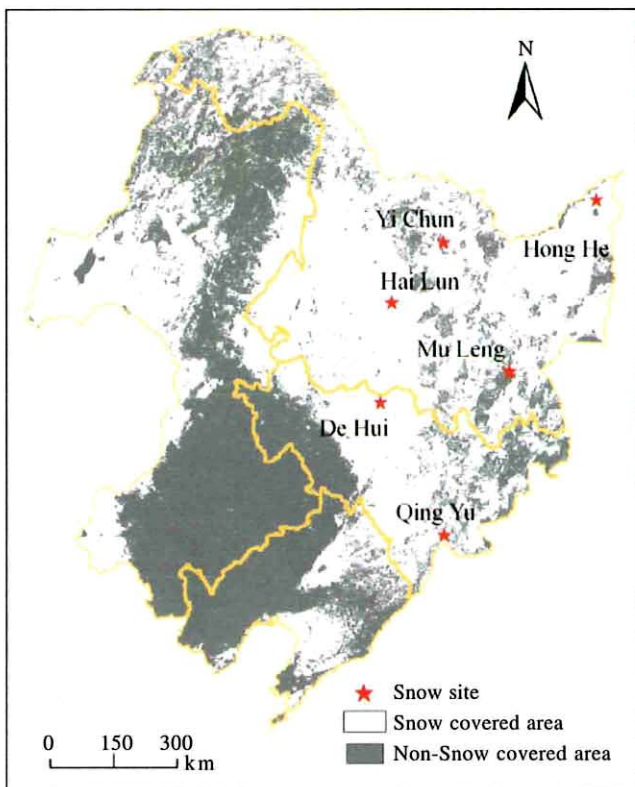 N
Yi Chun
Hong He
Hai Lun
Mu Leng
De Hui
Qing Yu
Snow site
Snow covered area
Non-Snow covered area
0 150 300
km